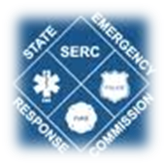 STATE
EMERGENCY
SERC
POLICE
FIRE
RESPONSE
COMMISSION